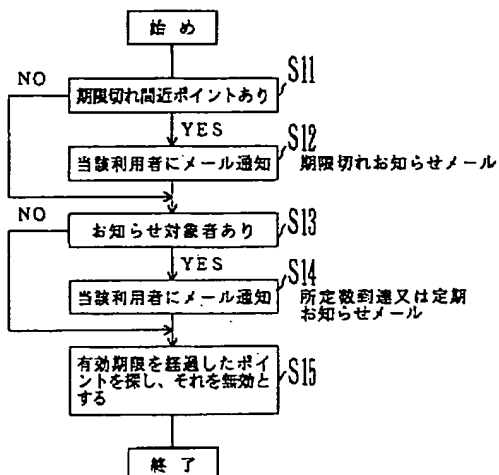 始め
S11
NO
期限切れ間近ポイントあり
YES
S12
当該利用者にメール通知
期限切れお知らせメール
NO
お知らせ対象者あり
S13
YES
S14
当該利用者にメール通知
所定数到達又は定期
お知らせメール
有効期限を経過したポ
イントを探し、それを無効と
する
S15
終了